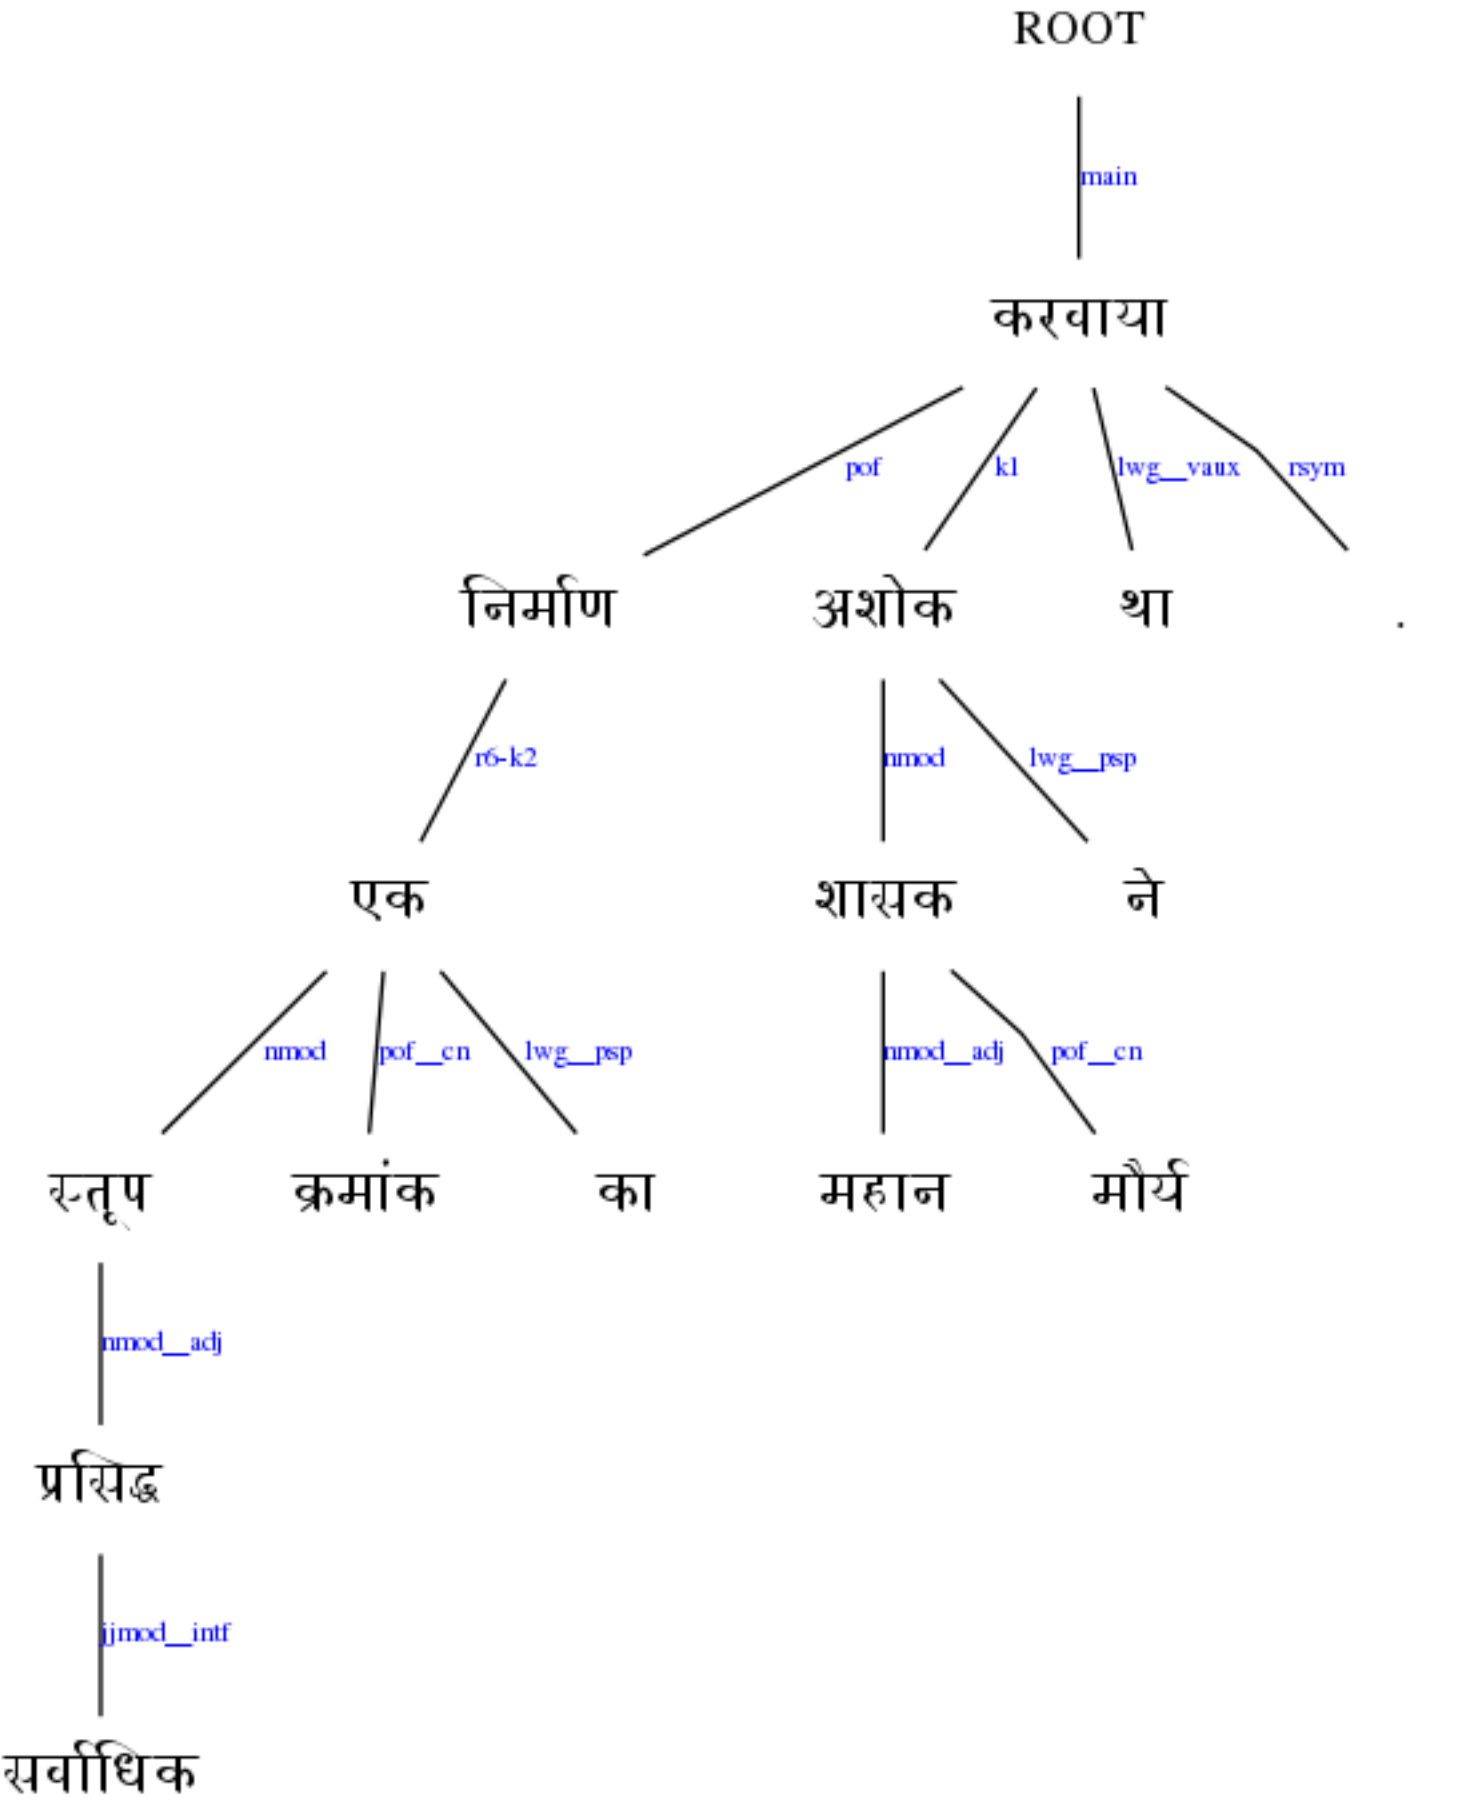 ROOT
main
करवाया
pof k1 lwg__vaux rsym
निर्माण अशोक था .
r6-k2 nmod lwg__psp
एक शासक ने
nmod pof__cn lwg__psp nmod__adj pof__cn
स्तूप क्रमांक का महान मौर्य
nmod__adj
प्रसिद्ध
jjmod__intf
सर्वाधिक